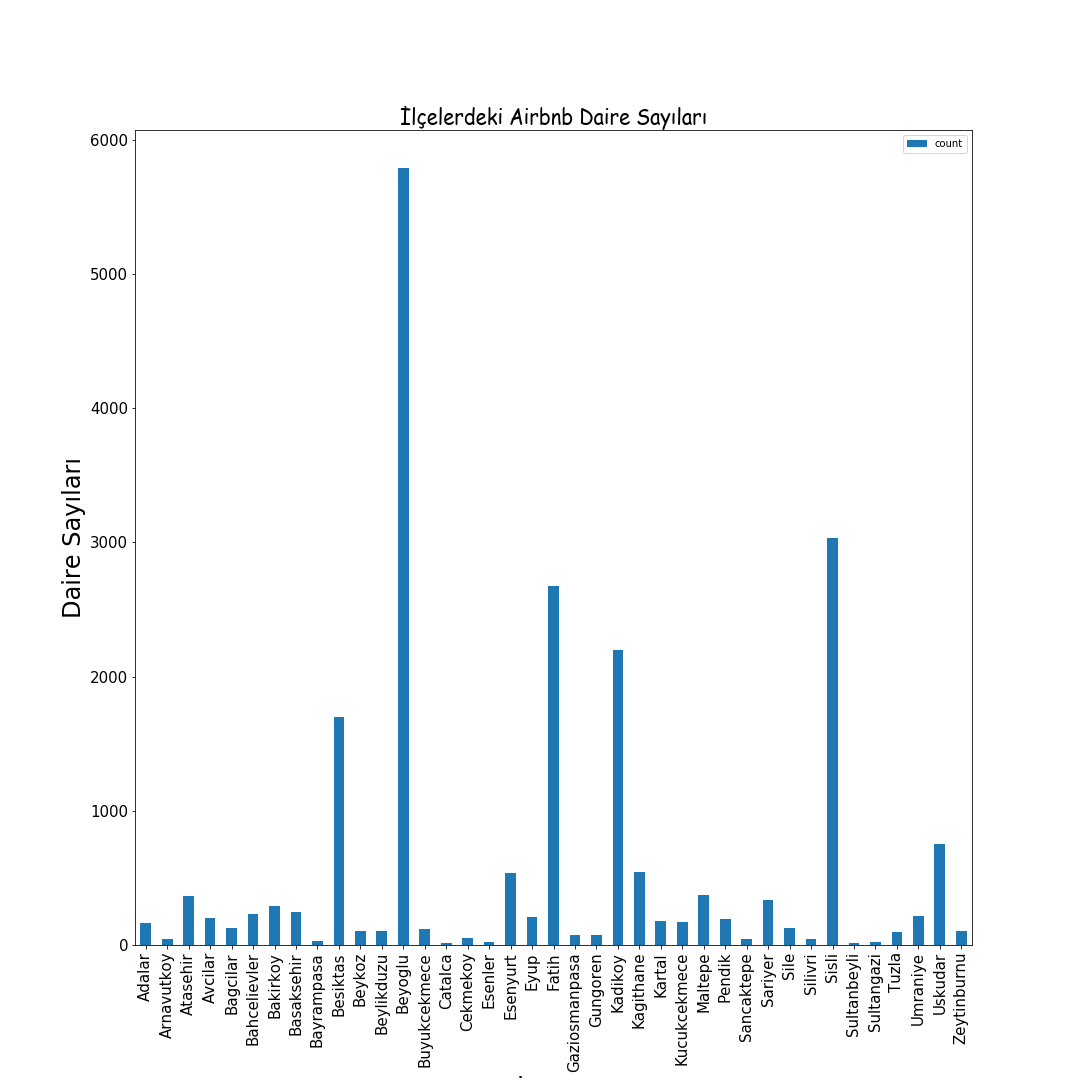 İlçelerdeki Airbnb Daire Sayıları
count
Daire Sayıları
6000
5000
4000
3000
2000
1000
0
Adalar
Arnavutkoy
Atasehir
Avcilar
Bagcilar
Bahcelievler
Bakirkoy
Basaksehir
Bayrampasa
Besiktas
Beykoz
Beylikduzu
Beyoglu
Buyukcekmece
Catalca
Cekmekoy
Esenler
Esenyurt
Eyup
Fatih
Gaziosmanpasa
Gungoren
Kadikoy
Kagithane
Kartal
Kucukcekmece
Maltepe
Pendik
Sancaktepe
Sariyer
Sile
Silivri
Sisli
Sultanbeyli
Sultangazi
Tuzla
Umraniye
Uskudar
Zeytinburnu